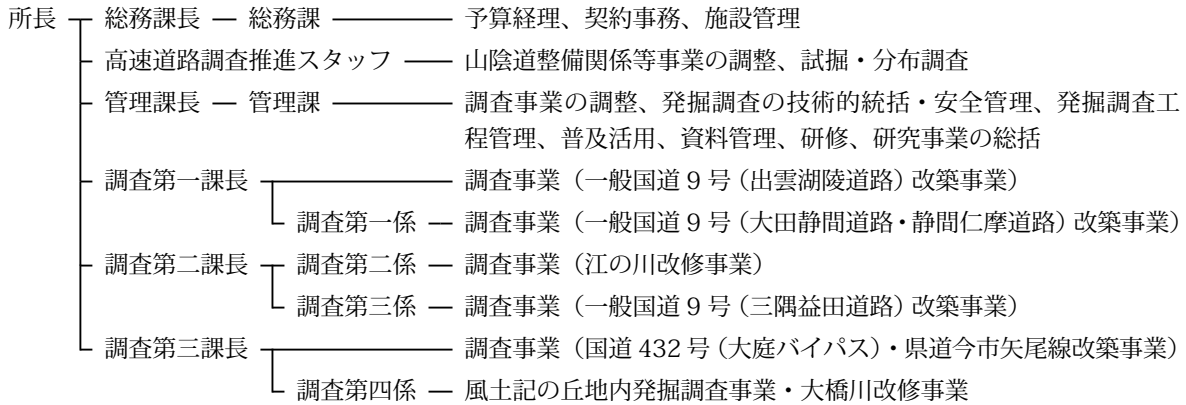 所長 総務課長 総務課 予算経理、契約事務、施設管理
高速道路調査推進スタッフ 山陰道整備関係等事業の調整、試掘・分布調査
管理課長 管理課 調査事業の調整、発掘調査の技術的統括・安全管理、発掘調査工
程管理、普及活用、資料管理、研修、研究事業の総括
調査第一課長 調査事業（一般国道9号（出雲湖陵道路）改築事業）
調査第一係 調査事業（一般国道9号（大田静間道路・静間仁摩道路）改築事業）
調査第二課長 調査第二係 調査事業（江の川改修事業）
調査第三係 調査事業（一般国道9号（三隅益田道路）改築事業）
調査第三課長 調査事業（国道432号（大庭バイパス）・県道今市矢尾線改築事業）
調査第四係 風土記の丘地内発掘調査事業・大橋川改修事業